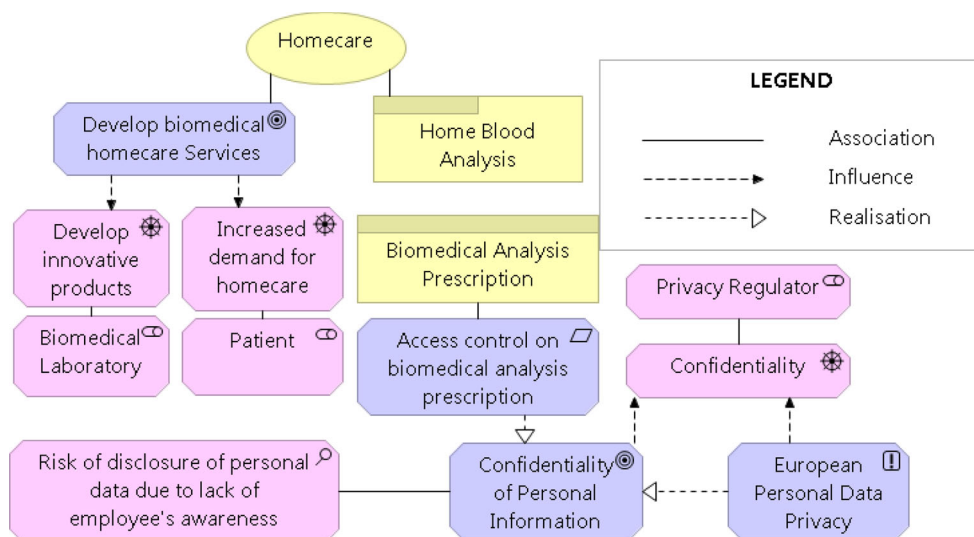 Homecare
Develop biomedical
homecare Services
Home Blood
Analysis
LEGEND
Association
Influence
Realisation
Develop
innovative
products
Increased
demand for
homecare
Biomedical Analysis
Prescription
Privacy Regulator
Biomedical
Laboratory
Patient
Access control on
biomedical analysis
prescription
Confidentiality
Risk of disclosure of personal
data due to lack of
employee's awareness
Confidentiality
of Personal
Information
European
Personal Data
Privacy